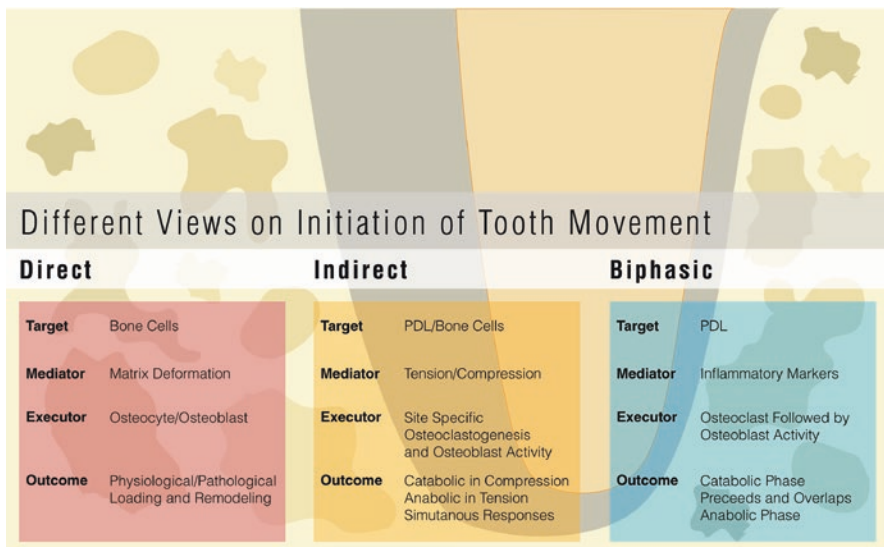 Different Views on Initiation of Tooth Movement
Direct
Target Bone Cells
Mediator Matrix Deformation
Executor Osteocyte/Osteoblast
Outcome Physiological/Pathological
Loading and Remodeling
Indirect
Target PDL/Bone Cells
Mediator Tension/Compression
Executor Site Specific
Osteoclastogenesis
and Osteoblast Activity
Outcome Catabolic in Compression
Anabolic in Tension
Simutanous Responses
Biphasic
Target PDL
Mediator Inflammatory Markers
Executor Osteoclast Followed by
Osteoblast Activity
Outcome Catabolic Phase
Preceeds and Overlaps
Anabolic Phase